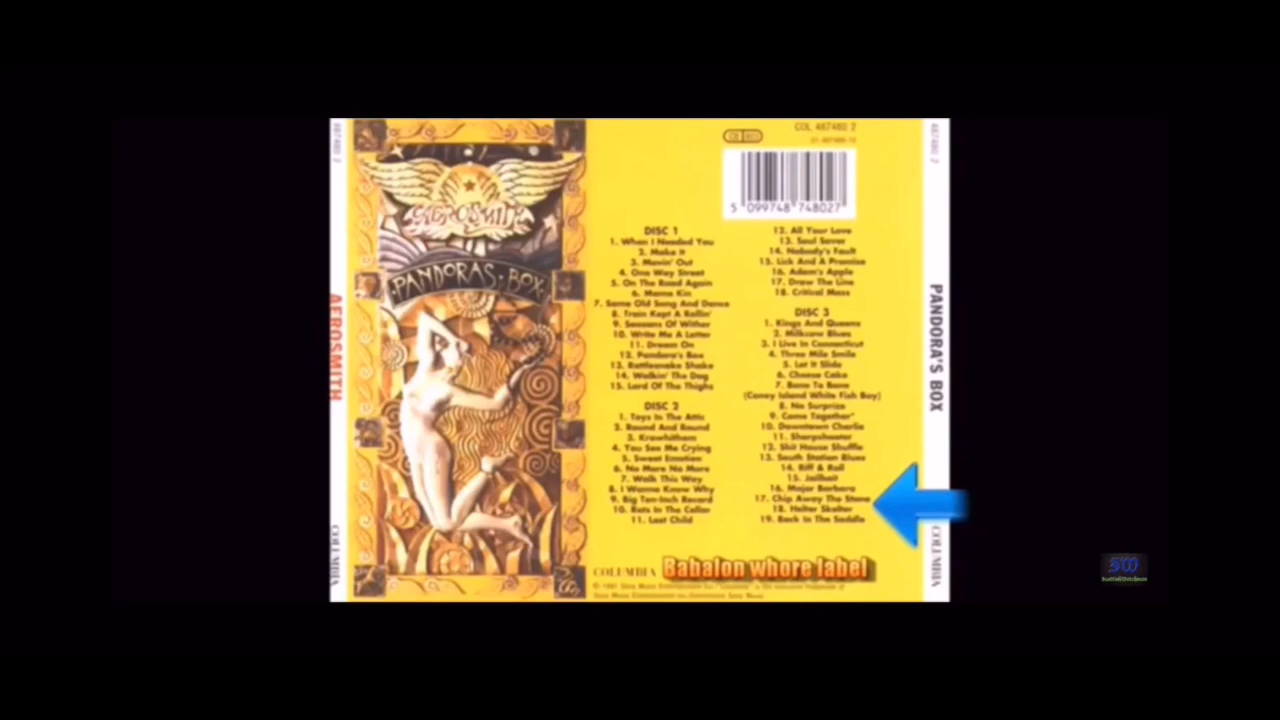 487460 2
AEROSMITH
COLUMBIA
AEROSMITH
PANDORAS BOX
COL 467460 2
5 099748 748027
DISC 1
1. When I Needed You
2. Make It
3. Movin' Out
4. One Way Street
5. On The Road Again
6. Mama Kin
7. Same Old Song And Dance
8. Train Kept A Rollin'
9. Seasons Of Wither
10. Write Me A Letter
11. Dream On
12. Pandora's Box
13. Rattlesnake Shake
14. Walkin' The Dog
15. Lord Of The Thighs
DISC 2
1. Toys In The Attic
2. Round And Round
3. Krawhitham
4. You See Me Crying
5. Sweet Emotion
6. No More No More
7. Walk This Way
8. I Wanna Know Why
9. Big Ten-Inch Record
10. Rats In The Cellar
11. Last Child
12. All Your Love
13. Soul Saver
14. Nobody's Fault
15. Lick And A Promise
16. Adam's Apple
17. Draw The Line
18. Critical Mass
DISC 3
1. Kings And Queens
2. Milkcow Blues
3. I Live In Connecticut
4. Three Mile Smile
5. Let It Slide
6. Cheese Cake
7. Bone To Bone
(Coney Island White Fish Boy)
8. No Surprize
9. Come Together*
10. Downtown Charlie
11. Sharpshooter
12. Shit House Shuffle
13. South Station Blues
14. Riff & Roll
15. Jailbait
16. Major Barbara
17. Chip Away The Stone
18. Helter Skelter
19. Back In The Saddle
COLUMBIA
Babalon whore label
© 1991 Sony Music Entertainment Inc.
PANDORA'S BOX
COLUMBIA